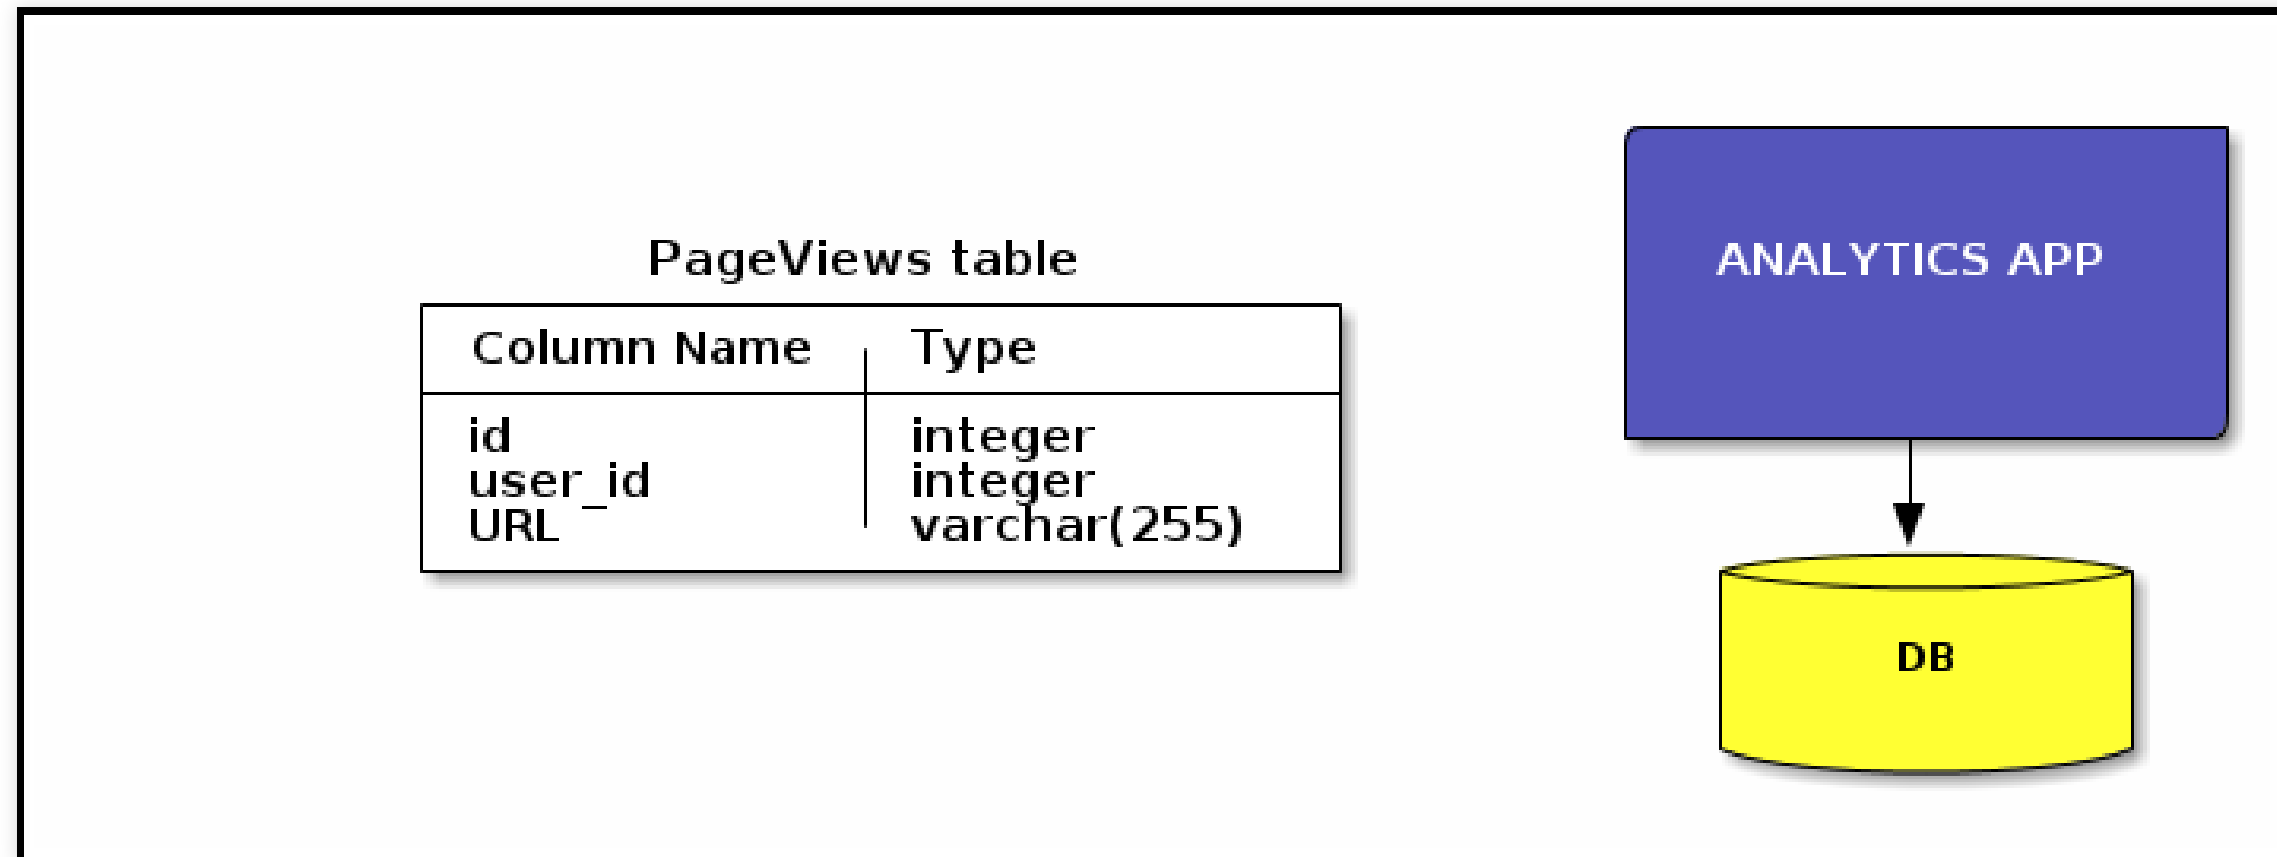 PageViews table
Column Name Type
id integer
user_id integer
URL varchar(255)
ANALYTICS APP
DB